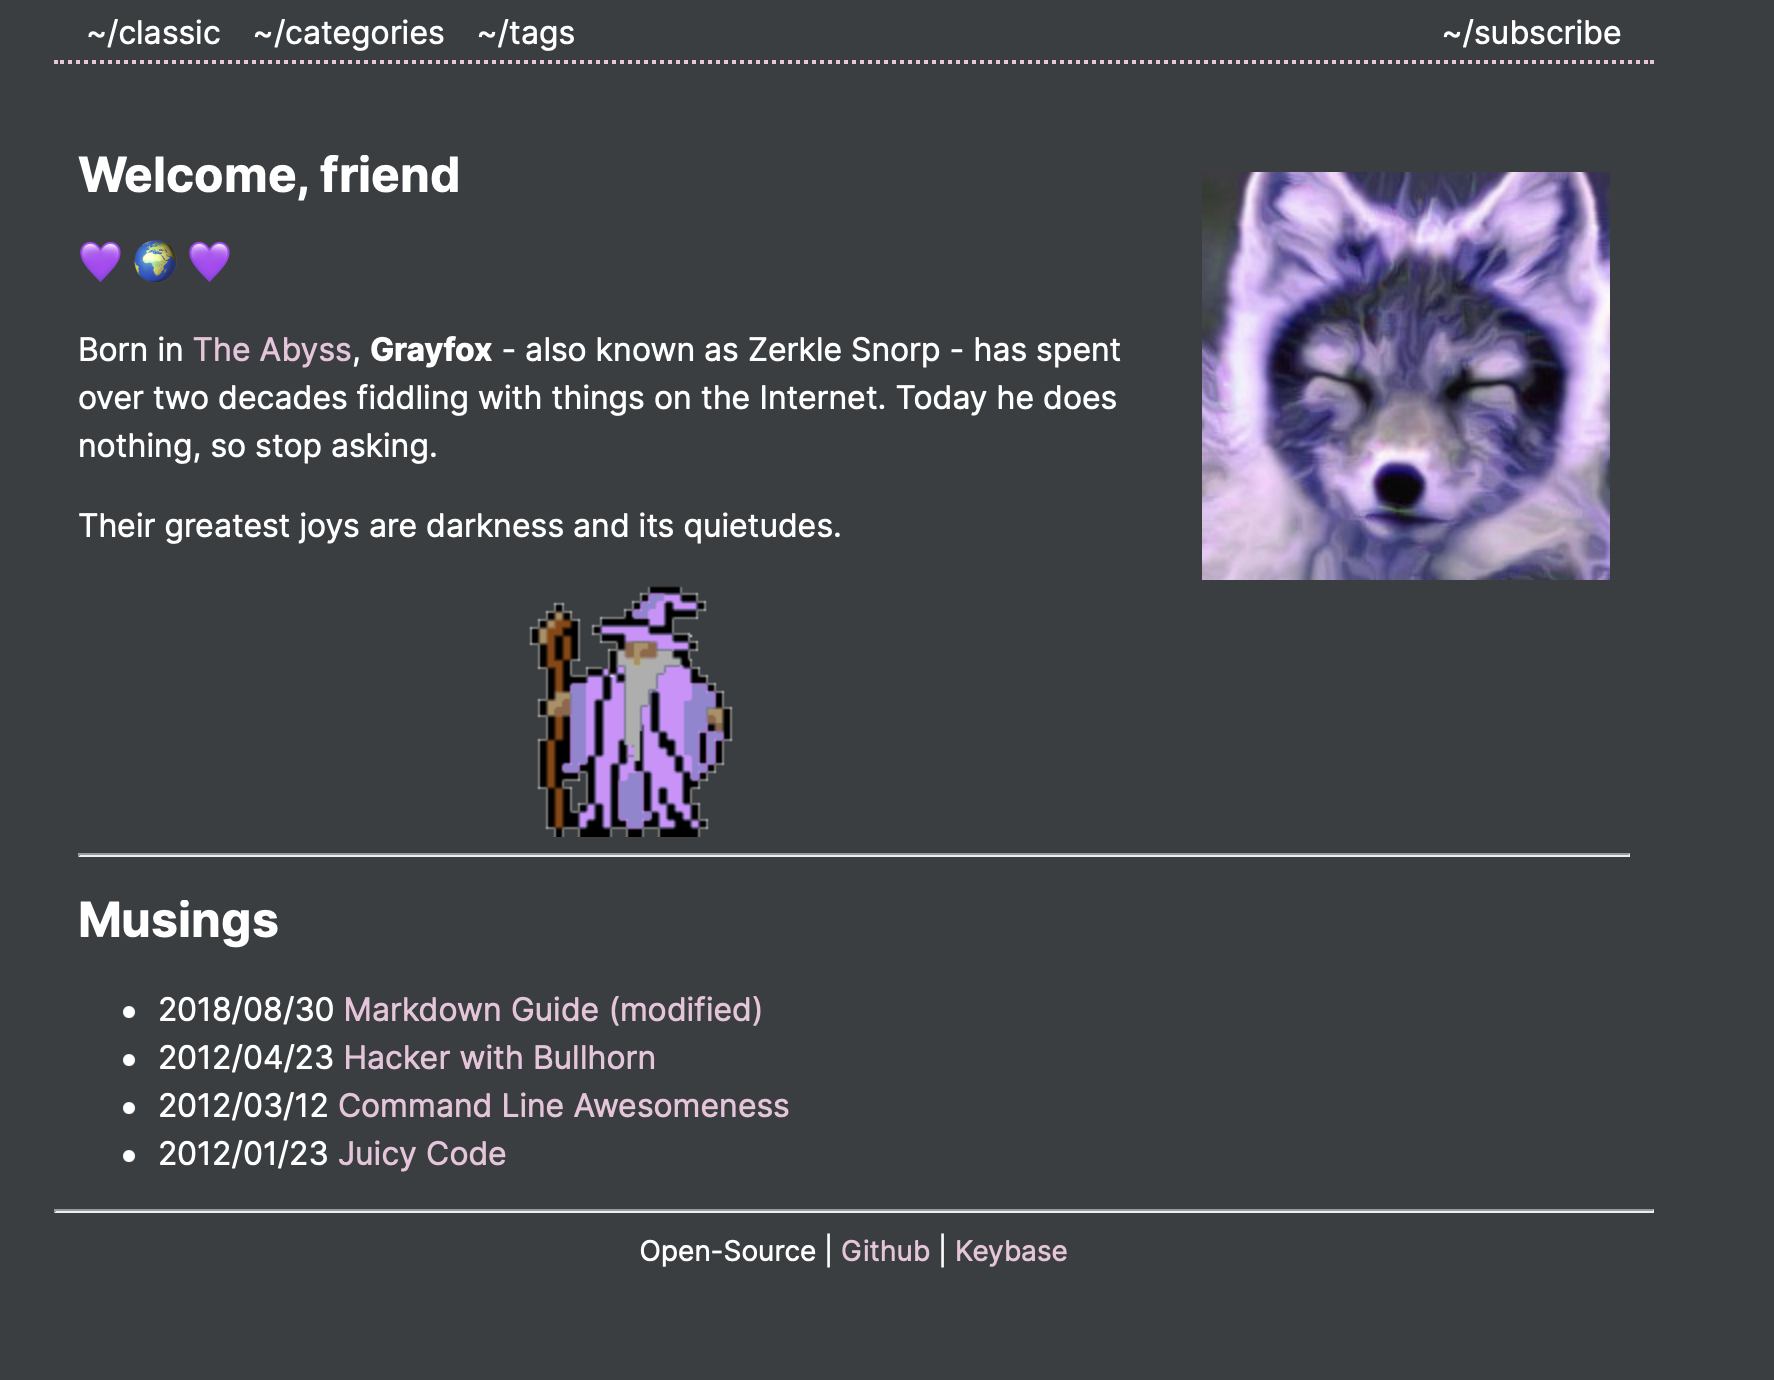 ~/classic ~/categories ~/tags ~/subscribe
Welcome, friend
💜 🌍 💜
Born in The Abyss, Grayfox - also known as Zerkle Snorp - has spent
over two decades fiddling with things on the Internet. Today he does
nothing, so stop asking.
Their greatest joys are darkness and its quietudes.
Musings
• 2018/08/30 Markdown Guide (modified)
• 2012/04/23 Hacker with Bullhorn
• 2012/03/12 Command Line Awesomeness
• 2012/01/23 Juicy Code
Open-Source | Github | Keybase